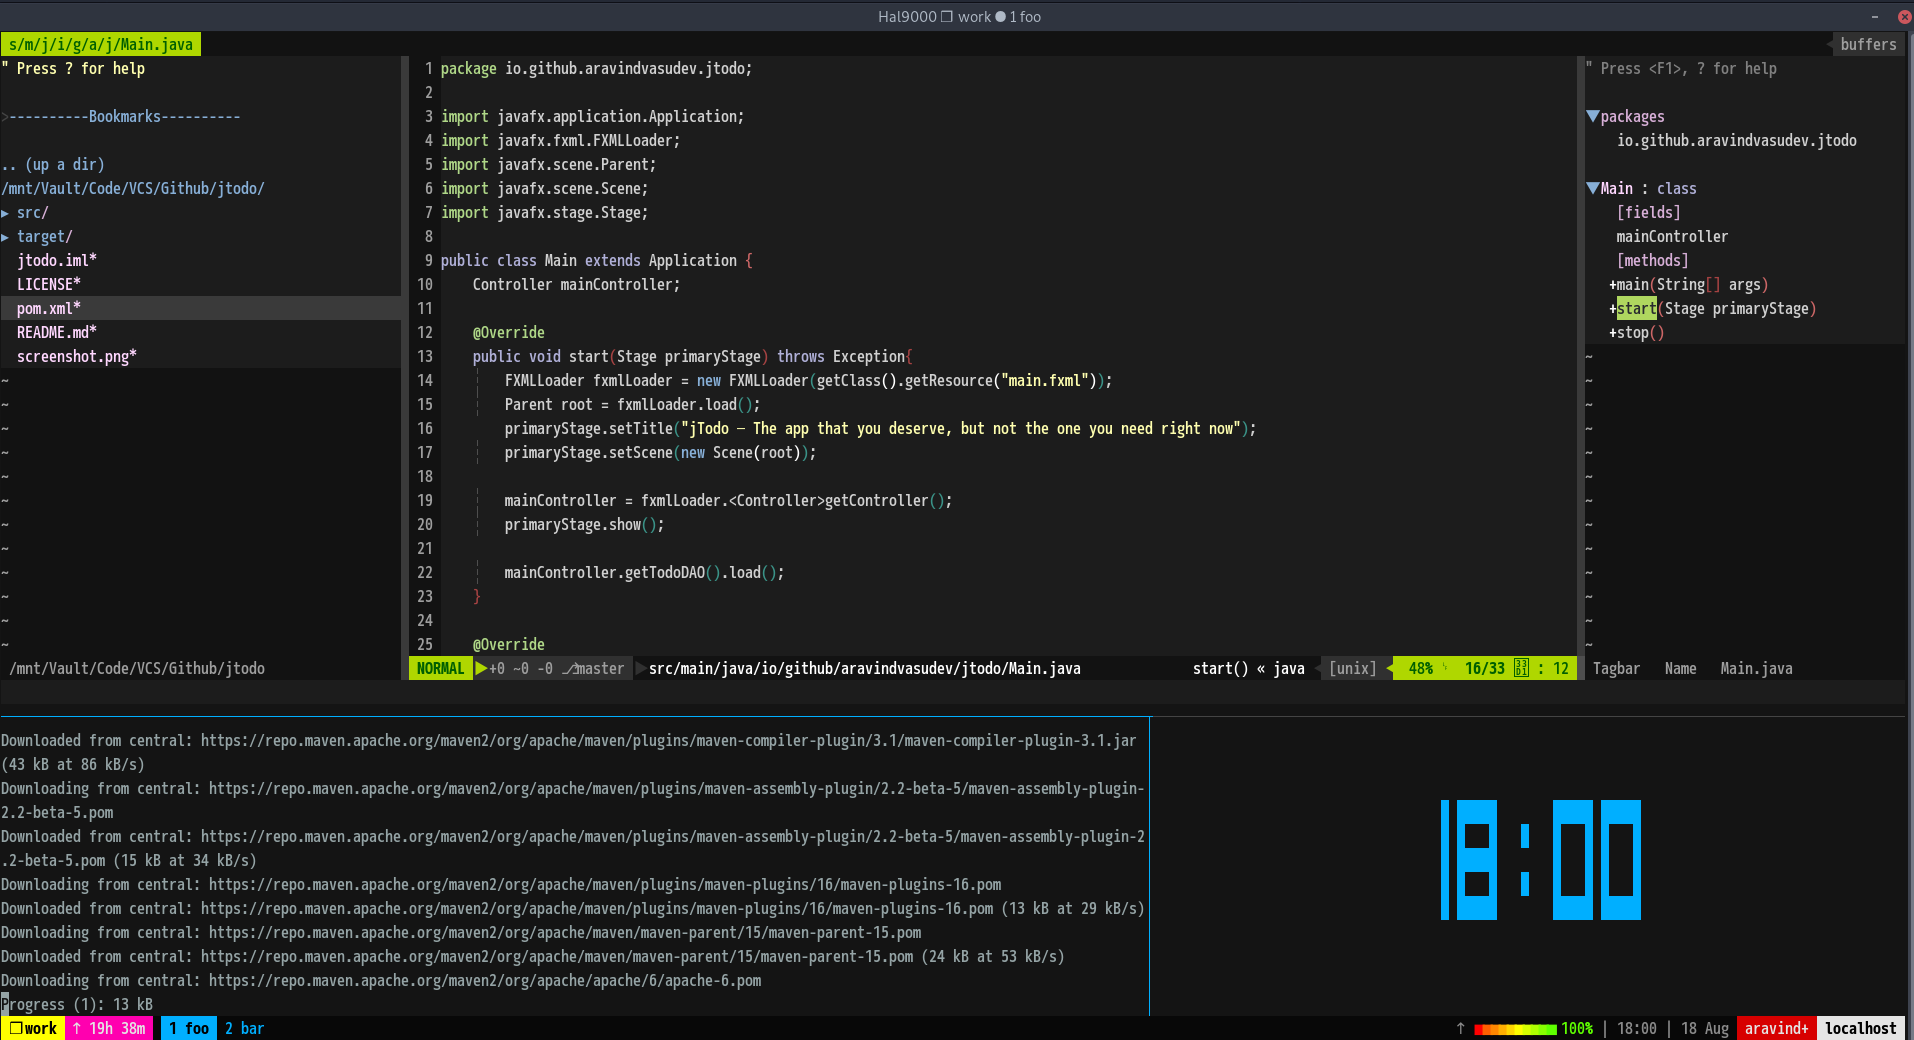 Hal9000 ❐ work ● 1 foo
s/m/j/i/g/a/j/Main.java
buffers
" Press ? for help
>----------Bookmarks----------
.. (up a dir)
/mnt/Vault/Code/VCS/Github/jtodo/
▸ src/
▸ target/
jtodo.iml*
LICENSE*
pom.xml*
README.md*
screenshot.png*
~
~
~
~
~
~
~
~
~
~
~
~
/mnt/Vault/Code/VCS/Github/jtodo
1 package io.github.aravindvasudev.jtodo;
2
3 import javafx.application.Application;
4 import javafx.fxml.FXMLLoader;
5 import javafx.scene.Parent;
6 import javafx.scene.Scene;
7 import javafx.stage.Stage;
8
9 public class Main extends Application {
10     Controller mainController;
11
12     @Override
13     public void start(Stage primaryStage) throws Exception{
14         FXMLLoader fxmlLoader = new FXMLLoader(getClass().getResource("main.fxml"));
15         Parent root = fxmlLoader.load();
16         primaryStage.setTitle("jTodo – The app that you deserve, but not the one you need right now");
17         primaryStage.setScene(new Scene(root));
18
19         mainController = fxmlLoader.<Controller>getController();
20         primaryStage.show();
21
22         mainController.getTodoDAO().load();
23     }
24
25     @Override
NORMAL +0 ~0 -0 ⎇master src/main/java/io/github/aravindvasudev/jtodo/Main.java start() « java [unix] 48% 16/33 : 12
" Press <F1>, ? for help
▼packages
io.github.aravindvasudev.jtodo
▼Main : class
[fields]
mainController
[methods]
+main(String[] args)
+start(Stage primaryStage)
+stop()
~
~
~
~
~
~
~
~
~
~
~
~
~
Tagbar Name Main.java
Downloaded from central: https://repo.maven.apache.org/maven2/org/apache/maven/plugins/maven-compiler-plugin/3.1/maven-compiler-plugin-3.1.jar
(43 kB at 86 kB/s)
Downloading from central: https://repo.maven.apache.org/maven2/org/apache/maven/plugins/maven-assembly-plugin/2.2-beta-5/maven-assembly-plugin-
2.2-beta-5.pom
Downloaded from central: https://repo.maven.apache.org/maven2/org/apache/maven/plugins/maven-assembly-plugin/2.2-beta-5/maven-assembly-plugin-2
.2-beta-5.pom (15 kB at 34 kB/s)
Downloading from central: https://repo.maven.apache.org/maven2/org/apache/maven/plugins/maven-plugins/16/maven-plugins-16.pom
Downloaded from central: https://repo.maven.apache.org/maven2/org/apache/maven/plugins/maven-plugins/16/maven-plugins-16.pom (13 kB at 29 kB/s)
Downloading from central: https://repo.maven.apache.org/maven2/org/apache/maven/maven-parent/15/maven-parent-15.pom
Downloaded from central: https://repo.maven.apache.org/maven2/org/apache/maven/maven-parent/15/maven-parent-15.pom (24 kB at 53 kB/s)
Downloading from central: https://repo.maven.apache.org/maven2/org/apache/apache/6/apache-6.pom
Progress (1): 13 kB
18:00
❐work ↑ 19h 38m 1 foo 2 bar ↑ 100% | 18:00 | 18 Aug aravind+ localhost